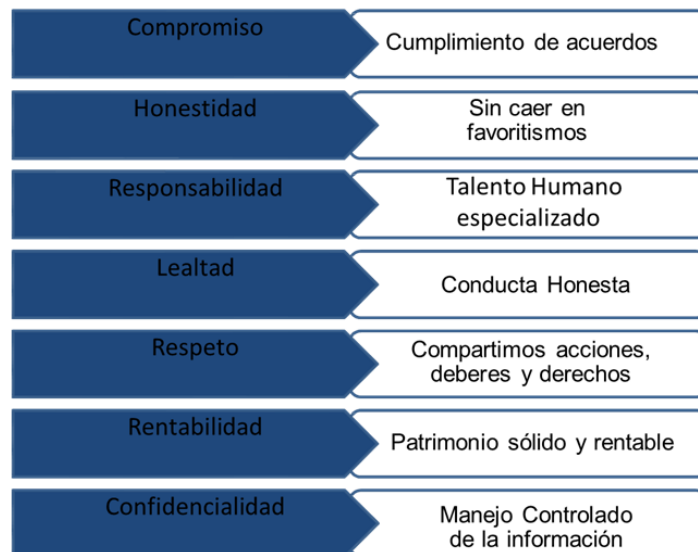 Compromiso
Cumplimiento de acuerdos
Honestidad
Sin caer en
favoritismos
Responsabilidad
Talento Humano
especializado
Lealtad
Conducta Honesta
Respeto
Compartimos acciones,
deberes y derechos
Rentabilidad
Patrimonio sólido y rentable
Confidencialidad
Manejo Controlado
de la información